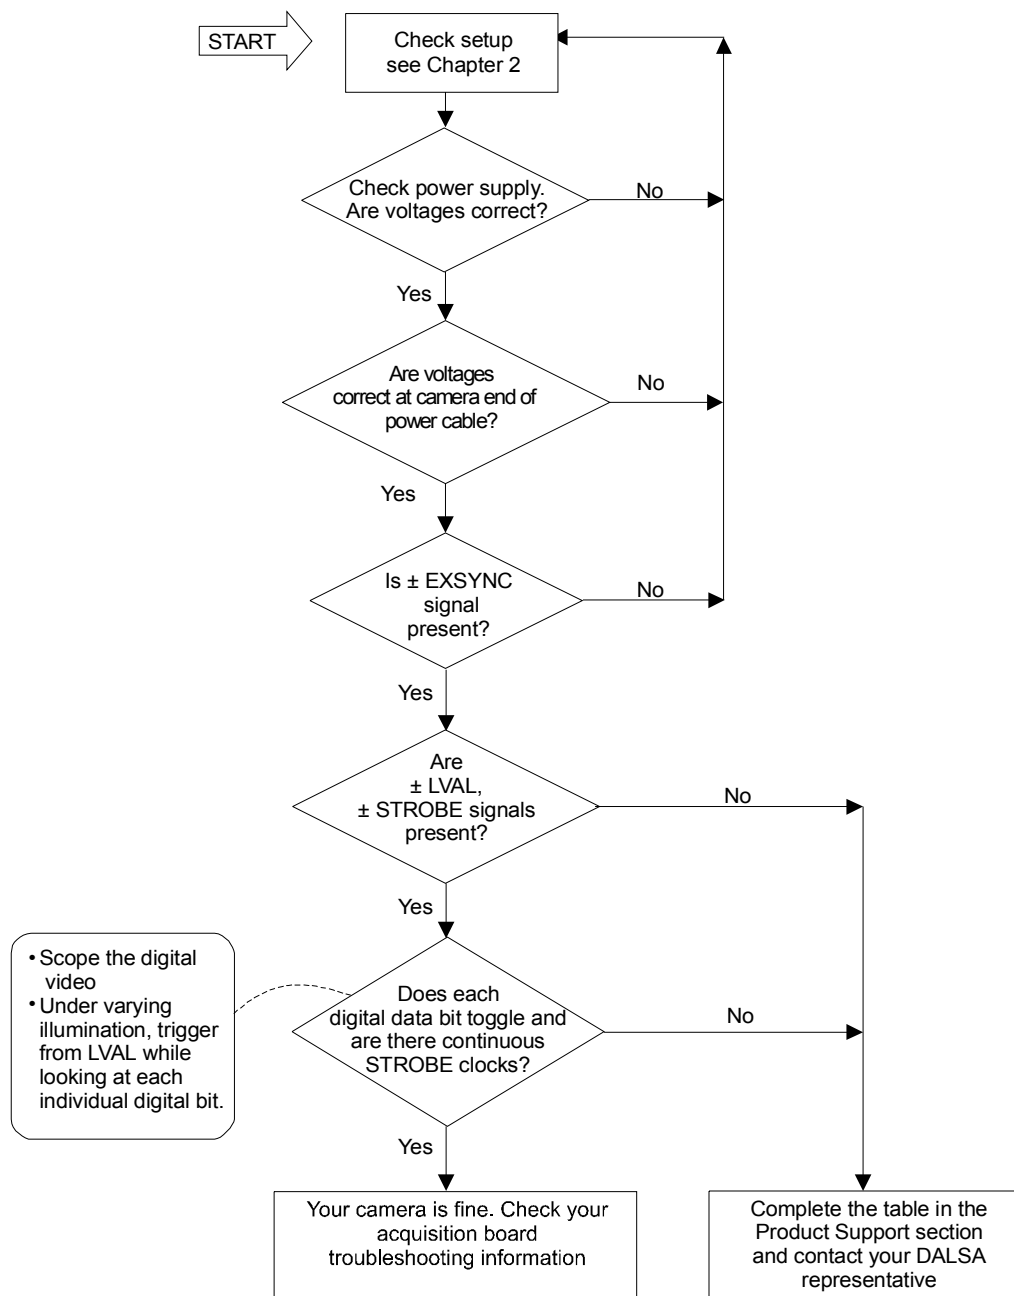 START
Check setup
see Chapter 2
Check power supply.
Are voltages correct?
No
Yes
Are voltages
correct at camera end of
power cable?
No
Yes
Is ± EXSYNC
signal
present?
No
Yes
Are
± LVAL,
± STROBE signals
present?
No
Yes
• Scope the digital
video
• Under varying
illumination, trigger
from LVAL while
looking at each
individual digital bit.
Does each
digital data bit toggle and
are there continuous
STROBE clocks?
No
Yes
Your camera is fine. Check your
acquisition board
troubleshooting information
Complete the table in the
Product Support section
and contact your DALSA
representative